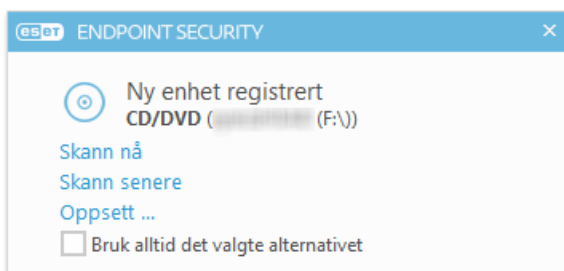 eset ENDPOINT SECURITY
Ny enhet registrert
CD/DVD ( (F:\))
Skann nå
Skann senere
Oppsett ...
Bruk alltid det valgte alternativet